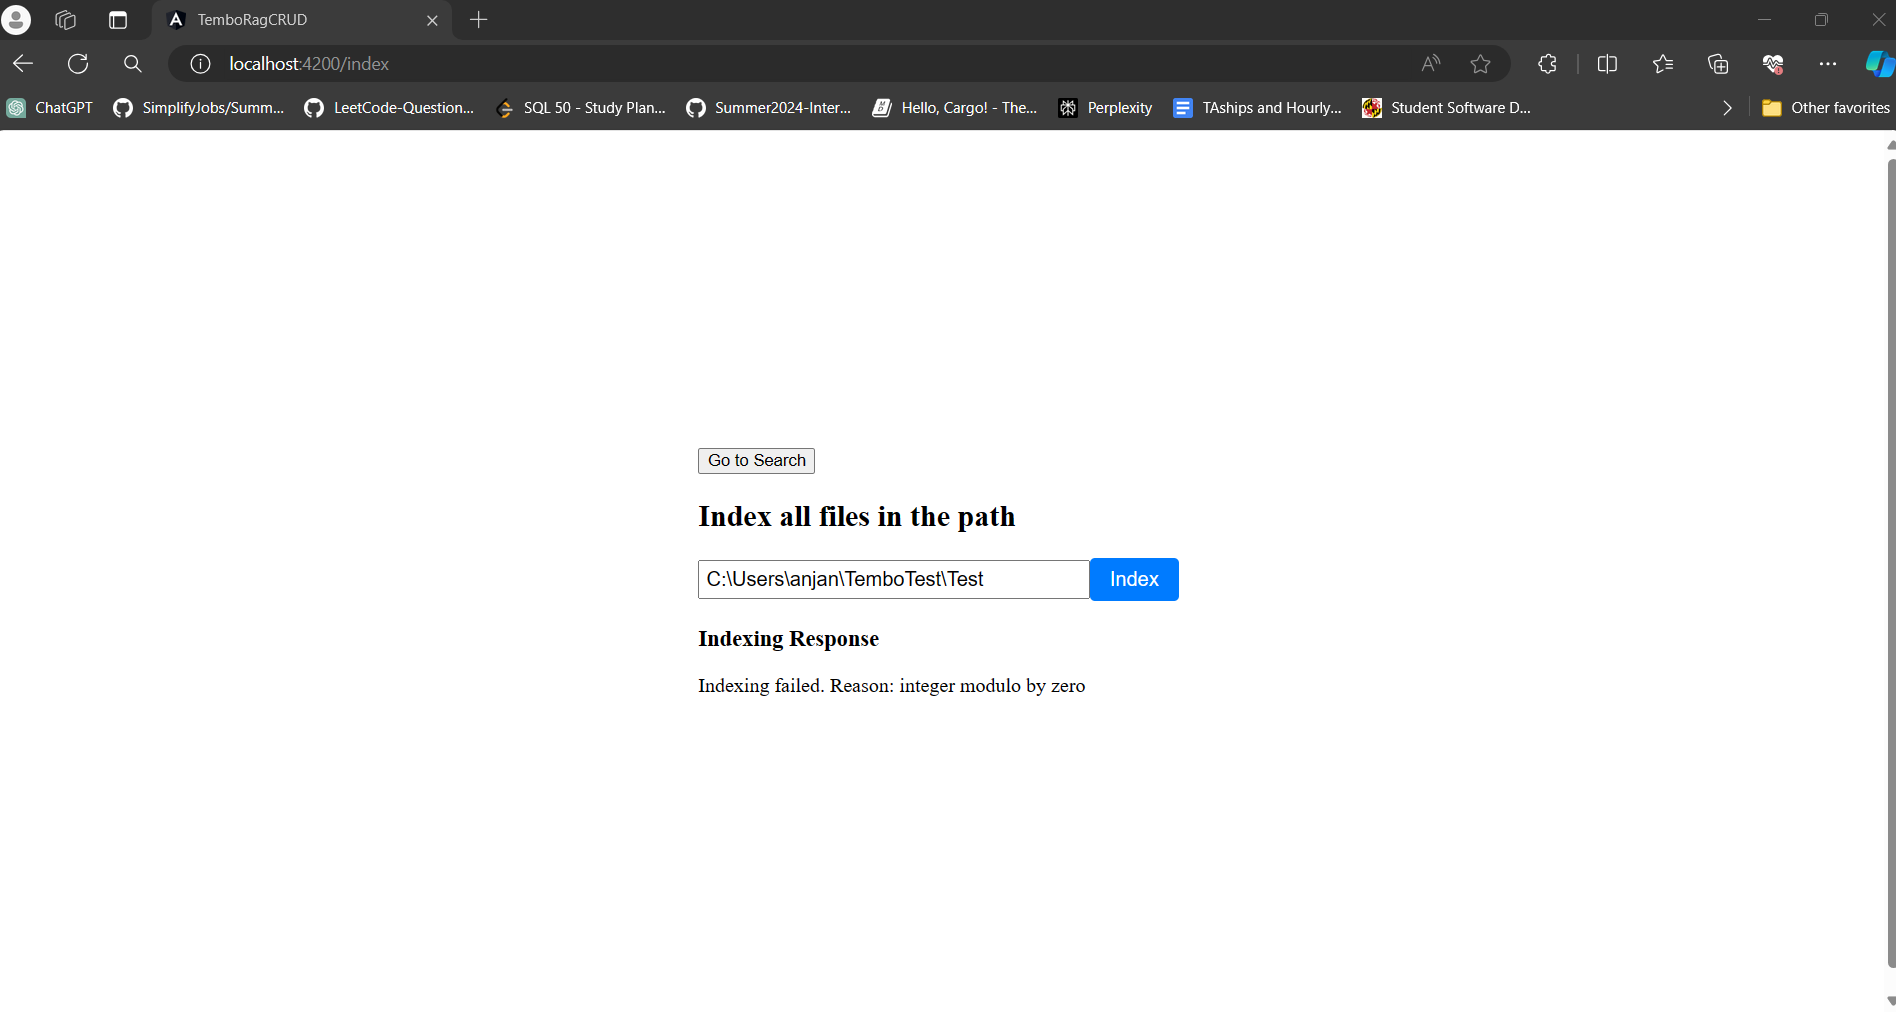 TemboRagCRUD
localhost:4200/index
ChatGPT SimplifyJobs/Summ... LeetCode-Question... SQL 50 - Study Plan... Summer2024-Inter... Hello, Cargo! - The... Perplexity TAships and Hourly... Student Software D... Other favorites
Go to Search
Index all files in the path
C:\Users\anjan\TemboTest\Test Index
Indexing Response
Indexing failed. Reason: integer modulo by zero